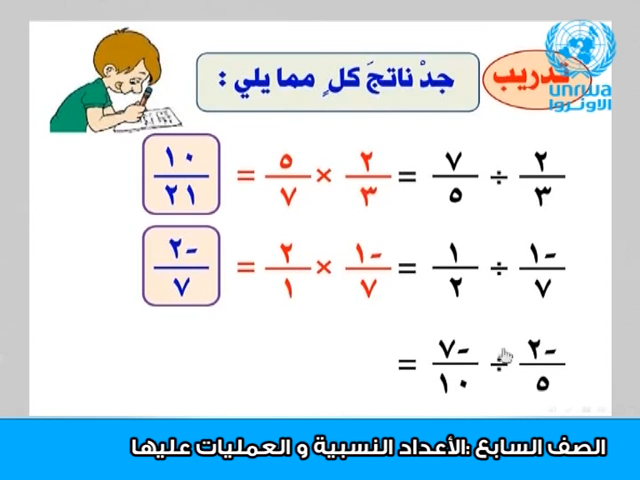 تدريب
جدْ ناتجَ كلٍ مما يلي :
unrwa
الاونروا
٢/٣ ÷ ٧/٥ = ٢/٣ × ٥/٧ = ١٠/٢١
-١/٧ ÷ ١/٢ = -١/٧ × ٢/١ = -٢/٧
-٢/٥ ÷ -٧/١٠ =
الصف السابع :الأعداد النسبية و العمليات عليها